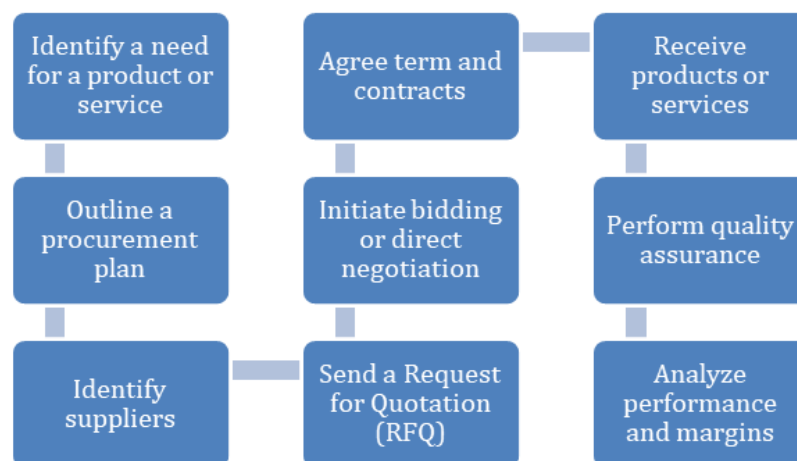 Identify a need
for a product or
service
Outline a
procurement
plan
Identify
suppliers
Send a Request
for Quotation
(RFQ)
Initiate bidding
or direct
negotiation
Agree term and
contracts
Receive
products or
services
Perform quality
assurance
Analyze
performance
and margins